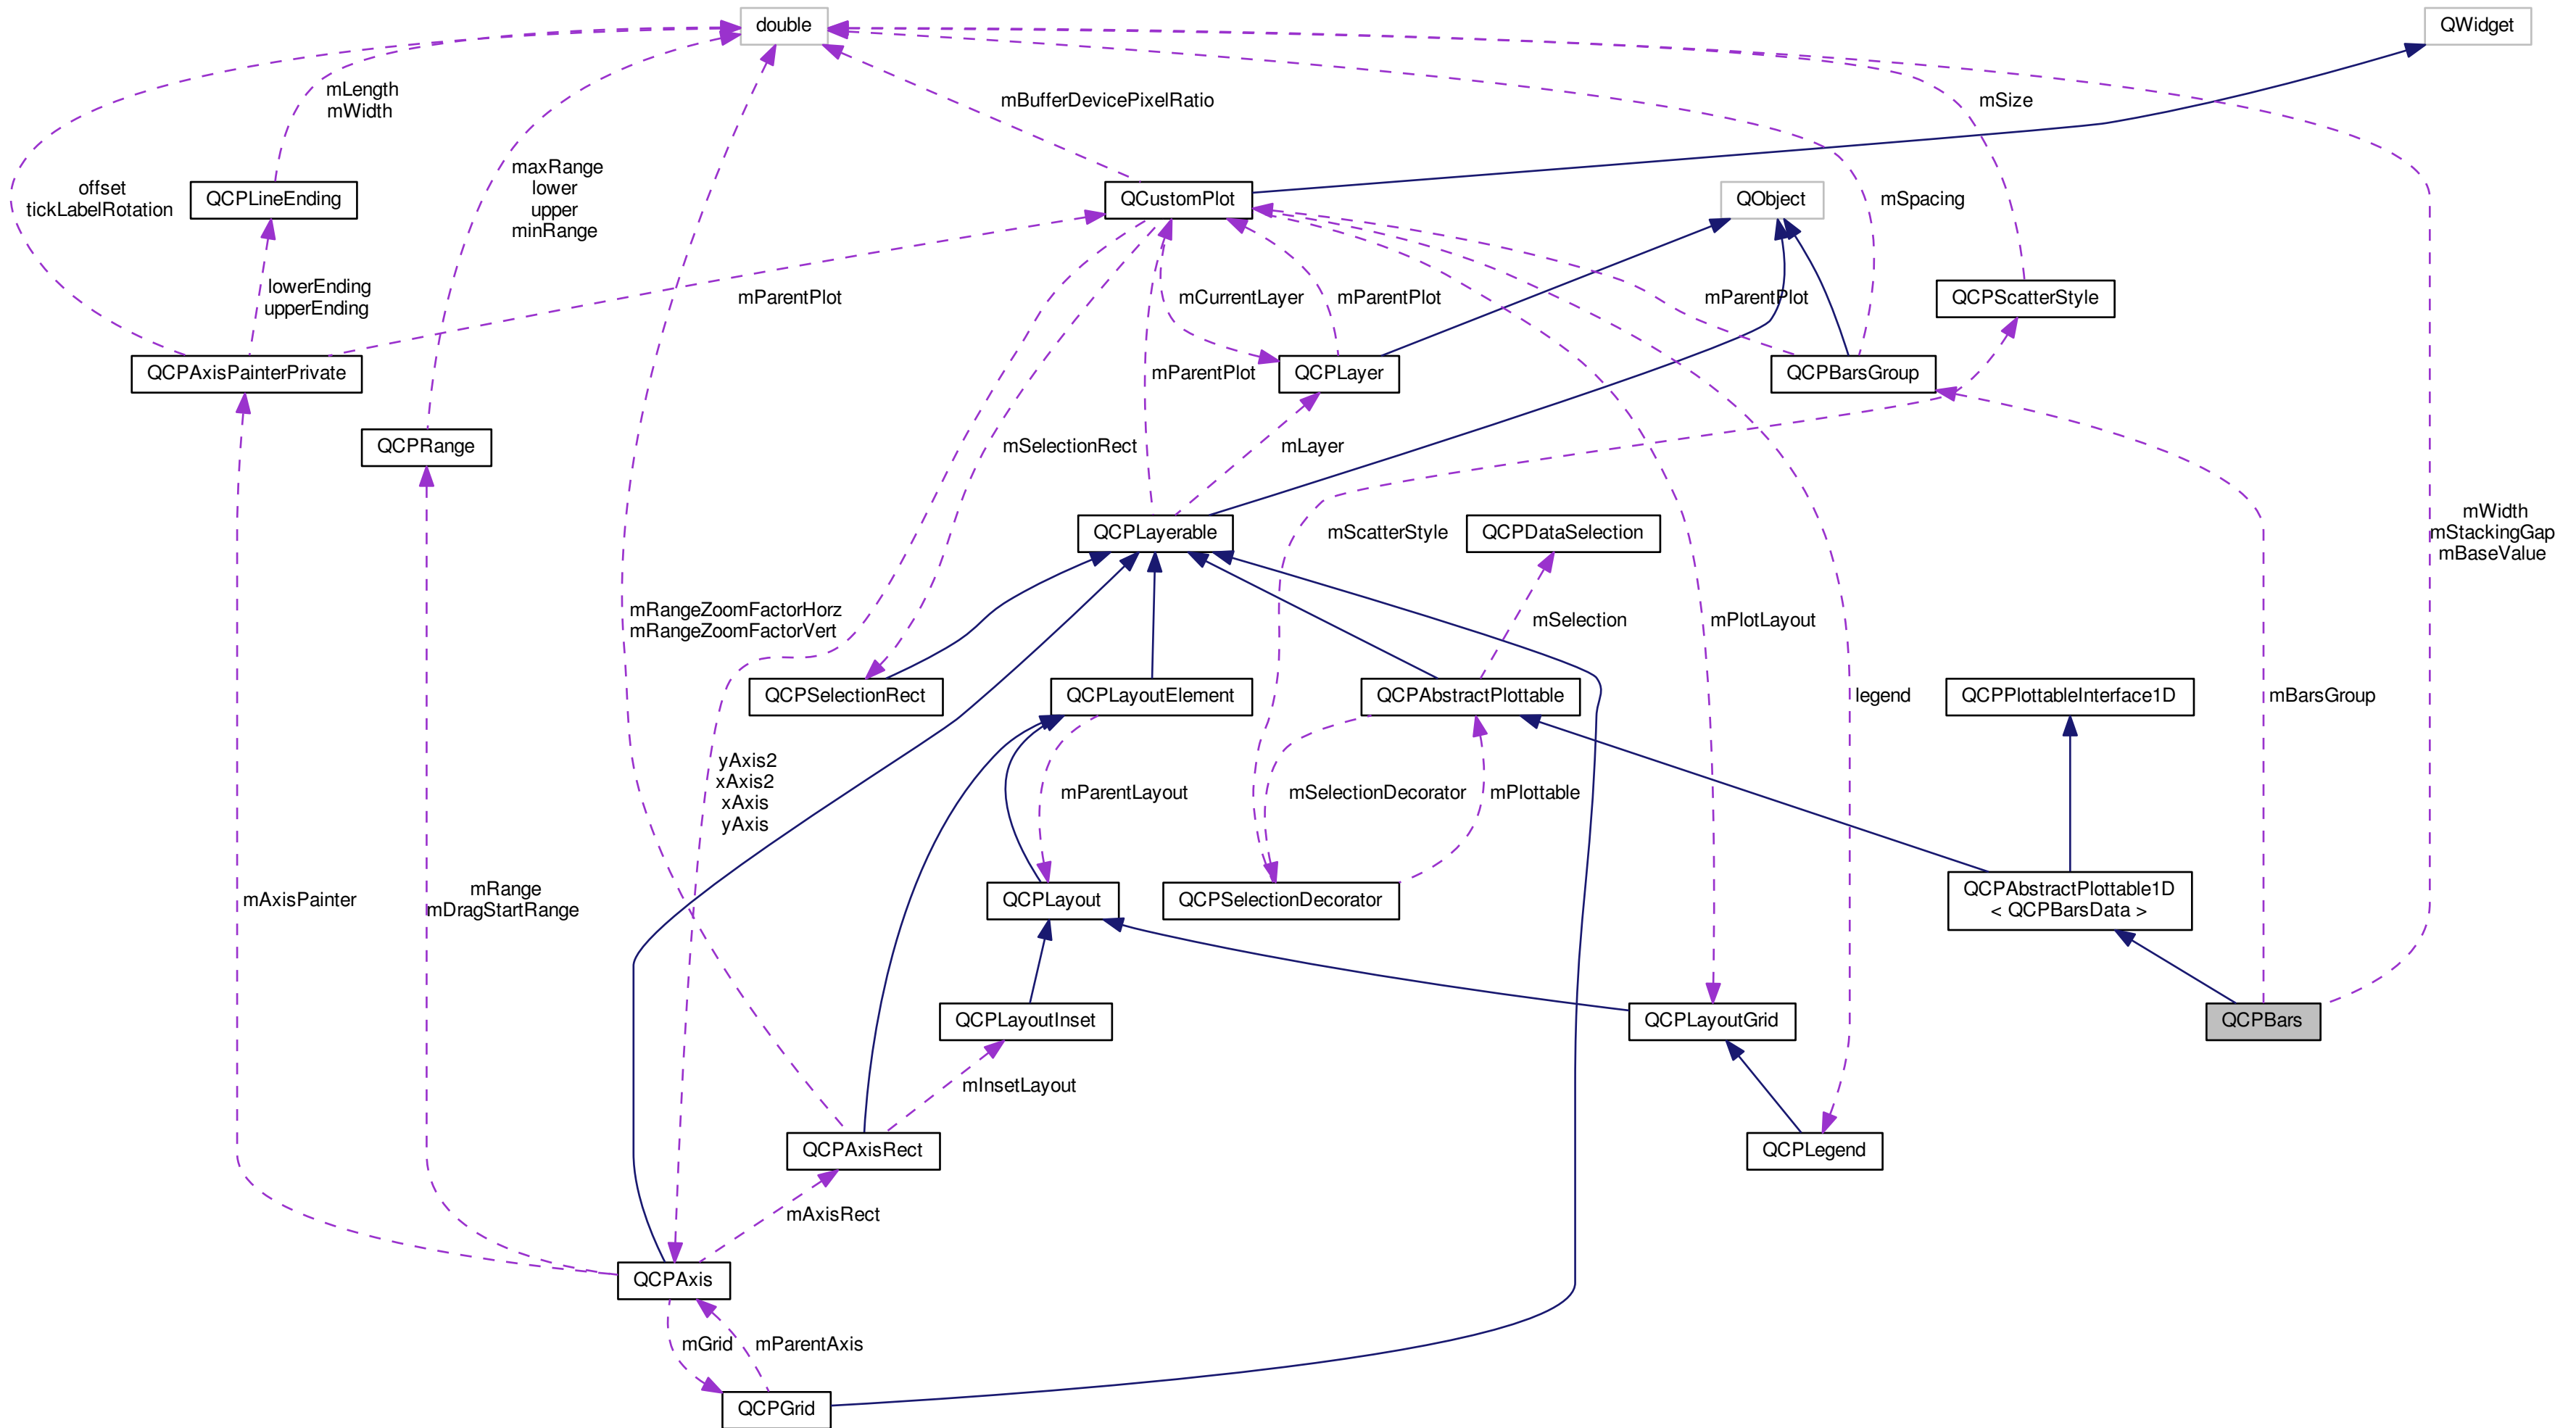 double
QWidget
mLength
mWidth
mBufferDevicePixelRatio
mSize
maxRange
lower
upper
minRange
offset
tickLabelRotation
QCPLineEnding
QCustomPlot
QObject
mSpacing
lowerEnding
upperEnding
mParentPlot
mCurrentLayer
mParentPlot
mParentPlot
QCPScatterStyle
QCPAxisPainterPrivate
mParentPlot
QCPLayer
QCPBarsGroup
QCPRange
mSelectionRect
mLayer
QCPLayerable
mScatterStyle
QCPDataSelection
mWidth
mStackingGap
mBaseValue
mRangeZoomFactorHorz
mRangeZoomFactorVert
mSelection
mPlotLayout
QCPSelectionRect
QCPLayoutElement
QCPAbstractPlottable
legend
QCPPlottableInterface1D
mBarsGroup
yAxis2
xAxis2
xAxis
yAxis
mParentLayout
mSelectionDecorator
mPlottable
mAxisPainter
mRange
mDragStartRange
QCPLayout
QCPSelectionDecorator
QCPAbstractPlottable1D
< QCPBarsData >
QCPLayoutInset
QCPLayoutGrid
QCPBars
mInsetLayout
QCPAxisRect
QCPLegend
mAxisRect
QCPAxis
mGrid
mParentAxis
QCPGrid